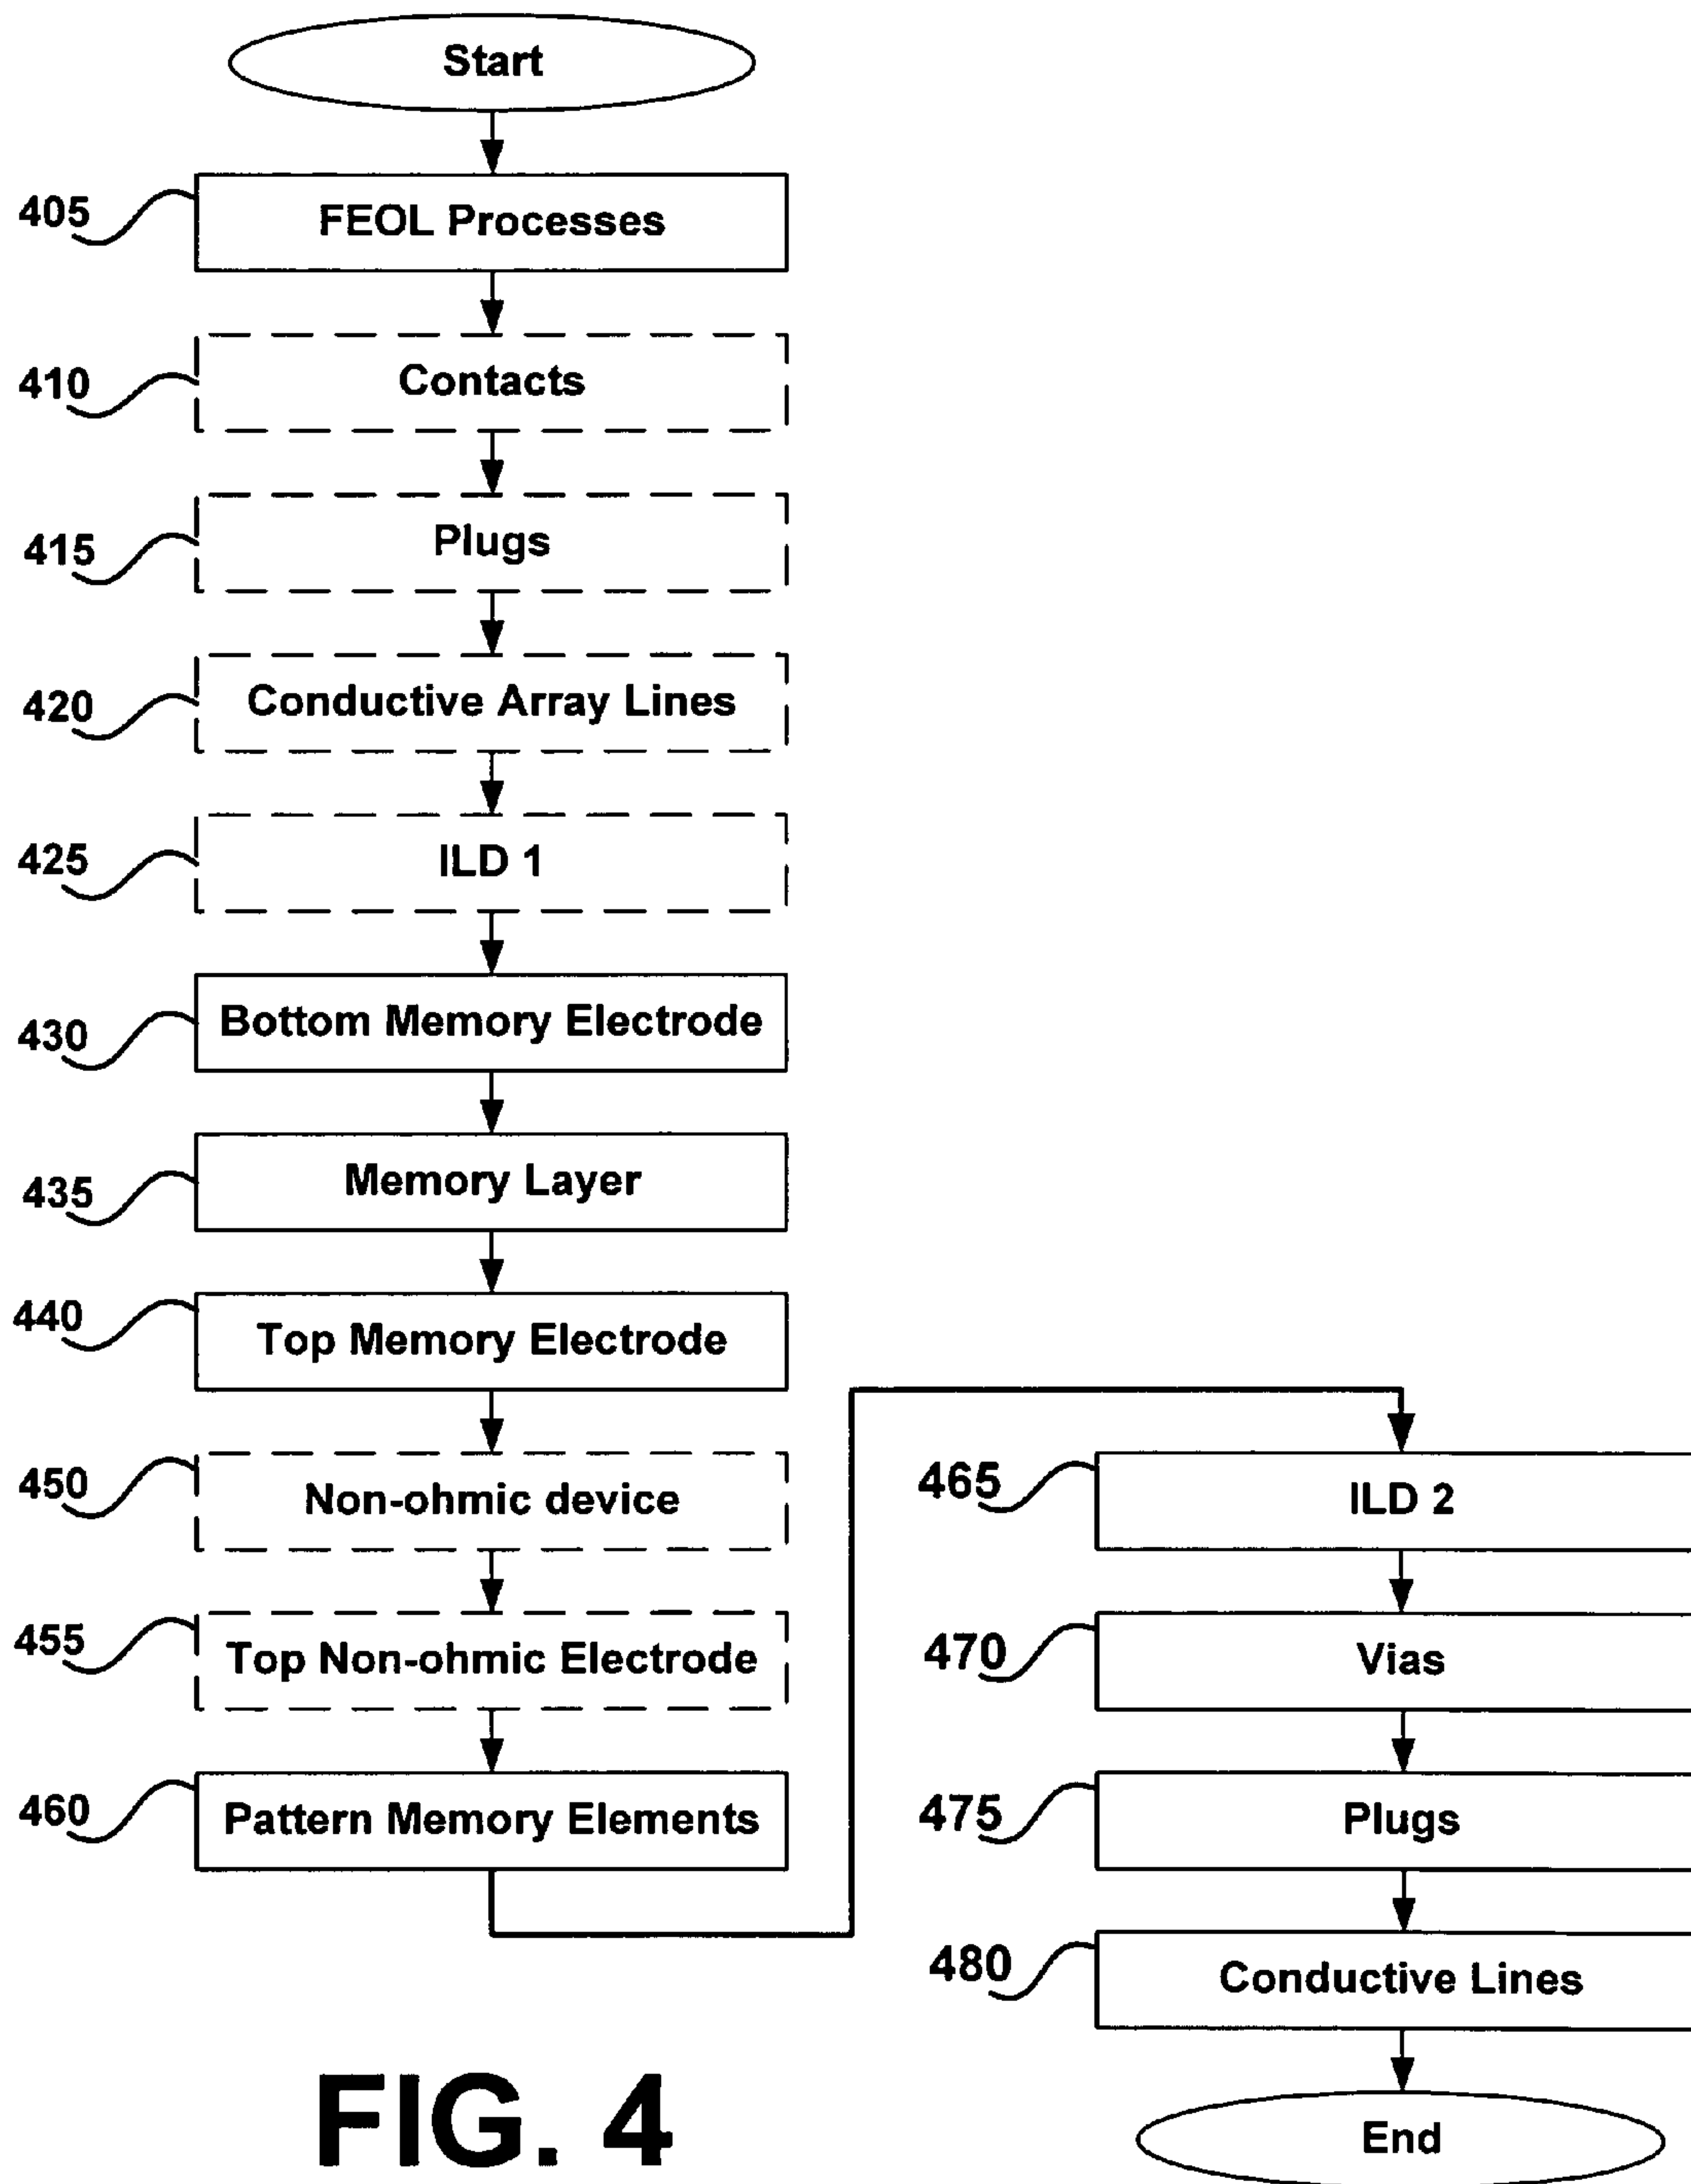 Start
405 FEOL Processes
410 Contacts
415 Plugs
420 Conductive Array Lines
425 ILD 1
430 Bottom Memory Electrode
435 Memory Layer
440 Top Memory Electrode
450 Non-ohmic device
455 Top Non-ohmic Electrode
460 Pattern Memory Elements
465 ILD 2
470 Vias
475 Plugs
480 Conductive Lines
End
FIG. 4